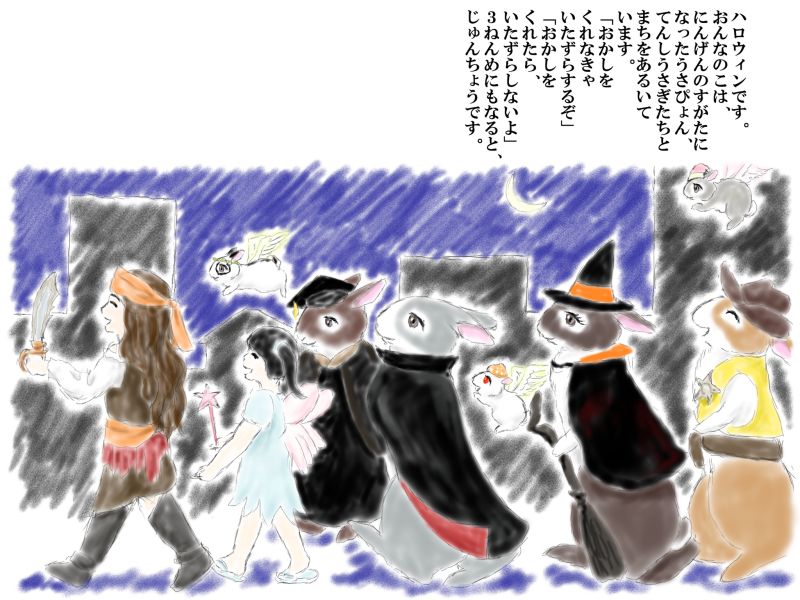 ハロウィンです。
おんなのこは、
にんげんのすがたに
なったうさぴょん、
てんしうさぎたちと
まちをあるいて
います。
「おかしを
くれなきゃ
いたずらするぞ」
「おかしを
くれたら、
いたずらしないよ」
３ねんめにもなると、
じゅんちょうです。